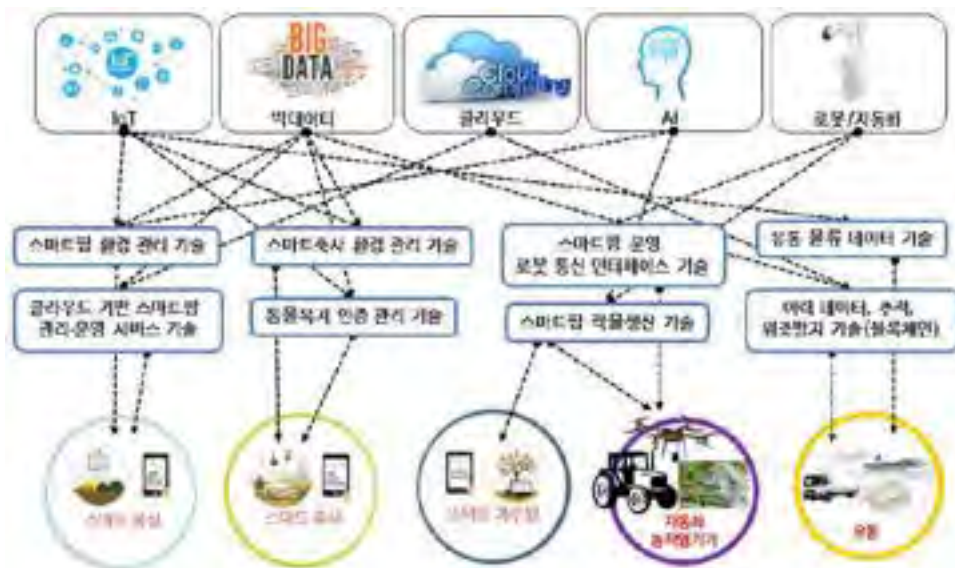 BIG
DATA
Cloud
Computing
IoT
빅데이터
클라우드
AI
로봇/자동화
스마트팜 환경 관리 기술
스마트축사 환경 관리 기술
스마트팜 운영
로봇 통신 인터페이스 기술
유통 물류 데이터 기술
클라우드 기반 스마트팜
관리·운영 서비스 기술
동물복지 인증 관리 기술
스마트팜 작물생산 기술
거래 데이터, 추적,
위조방지 기술(블록체인)
스마트 온실
스마트 축사
스마트 과수원
자동화
농작업기기
유통